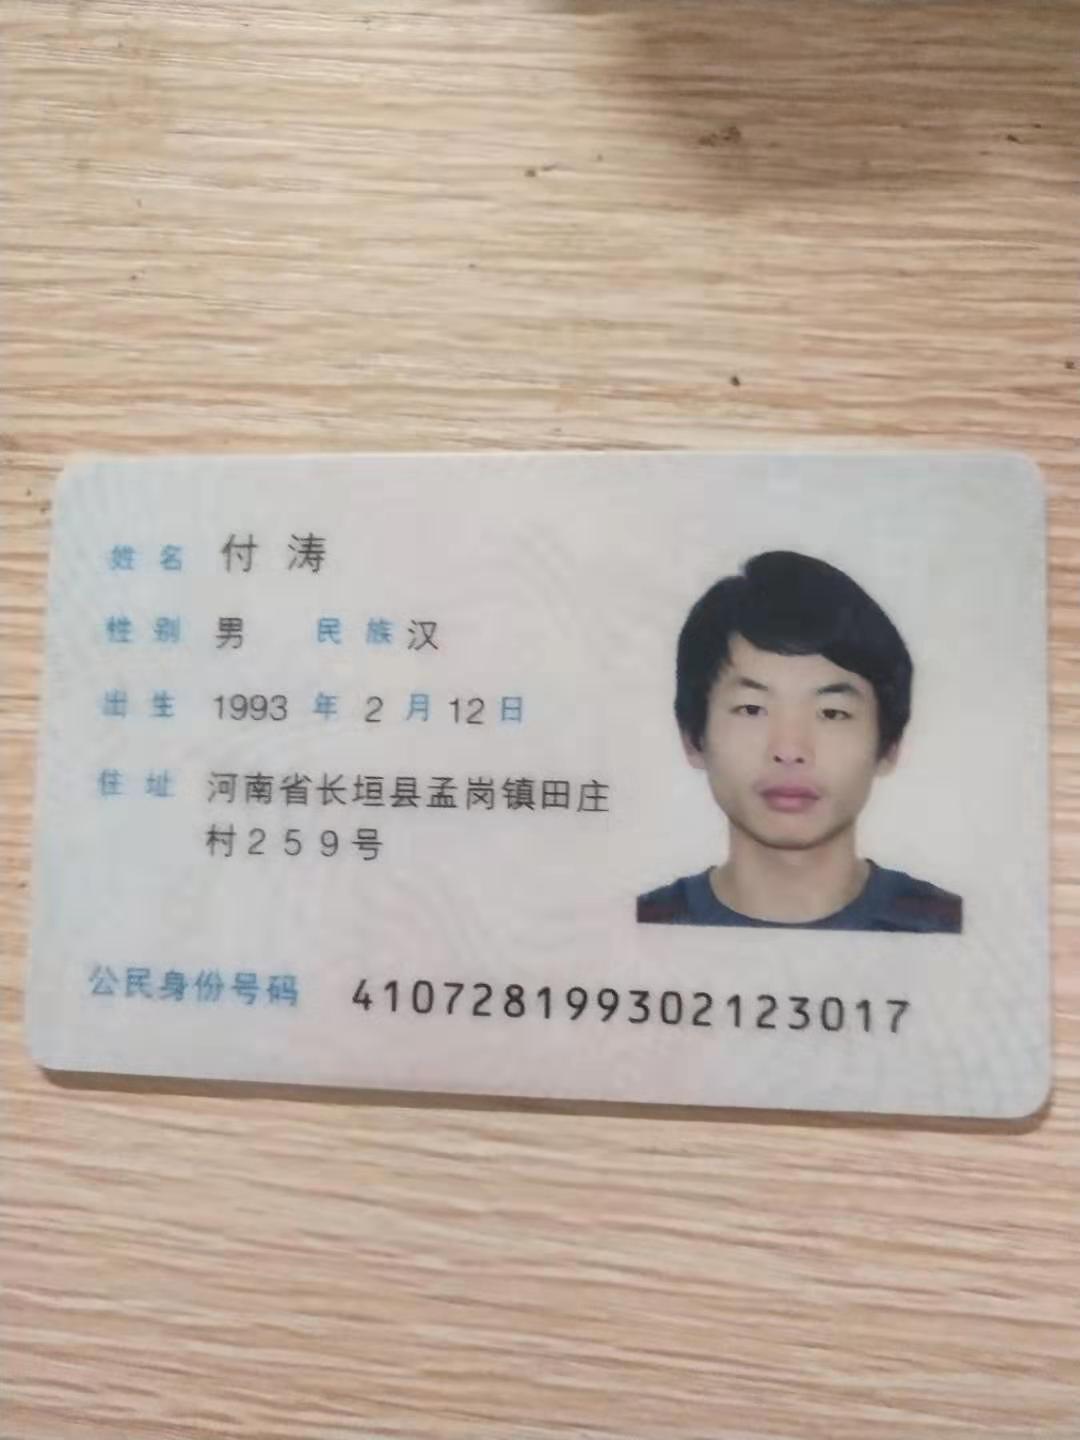 姓名 付涛
性别 男 民族 汉
出生 1993 年 2 月 12 日
住址 河南省长垣县孟岗镇田庄
村259号
公民身份号码 410728199302123017